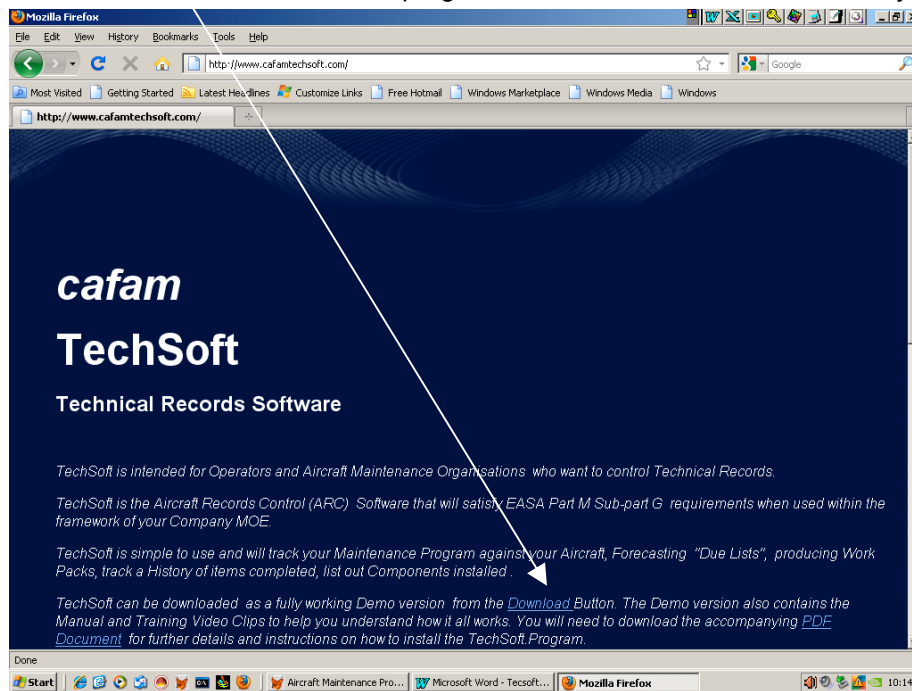 Mozilla Firefox
File Edit View History Bookmarks Tools Help
http://www.cafamtechsoft.com/ Google
Most Visited Getting Started Latest Headlines Customize Links Free Hotmail Windows Marketplace Windows Media Windows
http://www.cafamtechsoft.com/
cafam
TechSoft
Technical Records Software
TechSoft is intended for Operators and Aircraft Maintenance Organisations who want to control Technical Records.
TechSoft is the Aircraft Records Control (ARC) Software that will satisfy EASA Part M Sub-part G requirements when used within the
framework of your Company MOE.
TechSoft is simple to use and will track your Maintenance Program against your Aircraft, Forecasting "Due Lists", producing Work
Packs, track a History of items completed, list out Components installed .
TechSoft can be downloaded as a fully working Demo version from the Download Button. The Demo version also contains the
Manual and Training Video Clips to help you understand how it all works. You will need to download the accompanying PDF
Document for further details and instructions on how to install the TechSoft.Program.
Done
Start Aircraft Maintenance Pro... Microsoft Word - Tecsoft... Mozilla Firefox 10:14